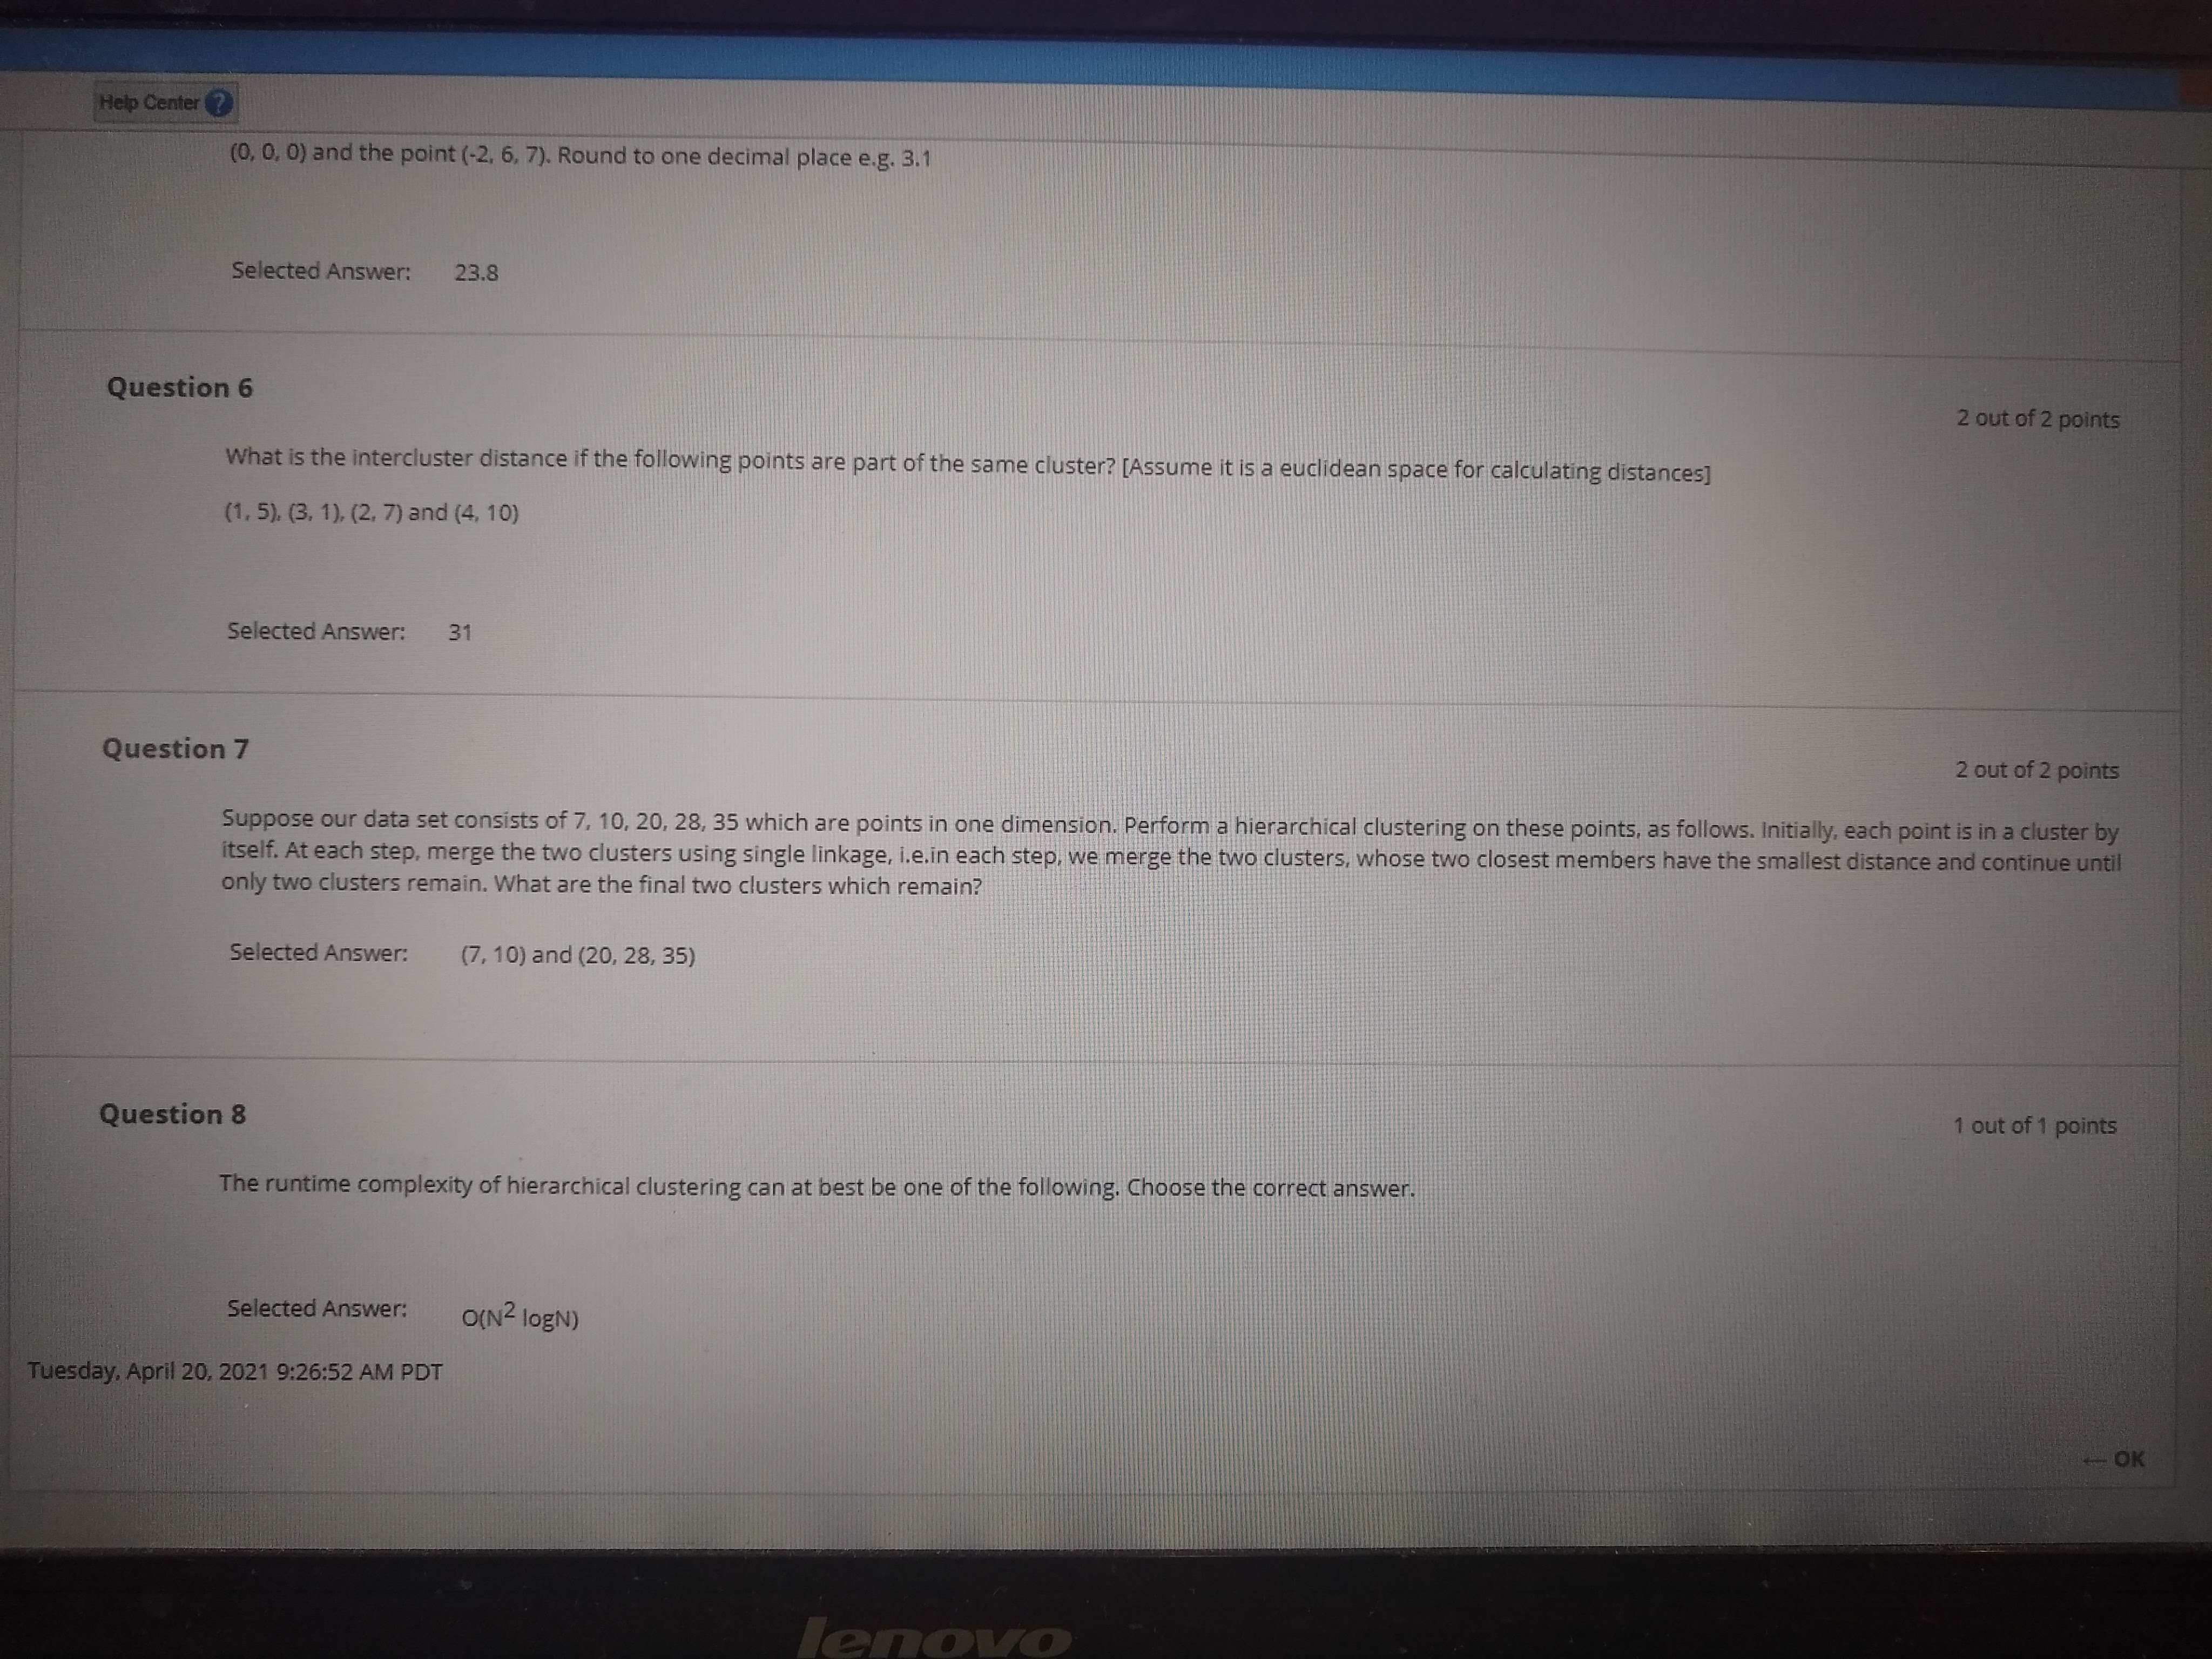 Help Center ?
(0, 0, 0) and the point (-2, 6, 7). Round to one decimal place e.g. 3.1
Selected Answer: 23.8
Question 6
2 out of 2 points
What is the intercluster distance if the following points are part of the same cluster? [Assume it is a euclidean space for calculating distances]
(1, 5), (3, 1), (2, 7) and (4, 10)
Selected Answer: 31
Question 7
2 out of 2 points
Suppose our data set consists of 7, 10, 20, 28, 35 which are points in one dimension. Perform a hierarchical clustering on these points, as follows. Initially, each point is in a cluster by
itself. At each step, merge the two clusters using single linkage, i.e.in each step, we merge the two clusters, whose two closest members have the smallest distance and continue until
only two clusters remain. What are the final two clusters which remain?
Selected Answer: (7, 10) and (20, 28, 35)
Question 8
1 out of 1 points
The runtime complexity of hierarchical clustering can at best be one of the following. Choose the correct answer.
Selected Answer: O(N² logN)
Tuesday, April 20, 2021 9:26:52 AM PDT
← OK
lenovo